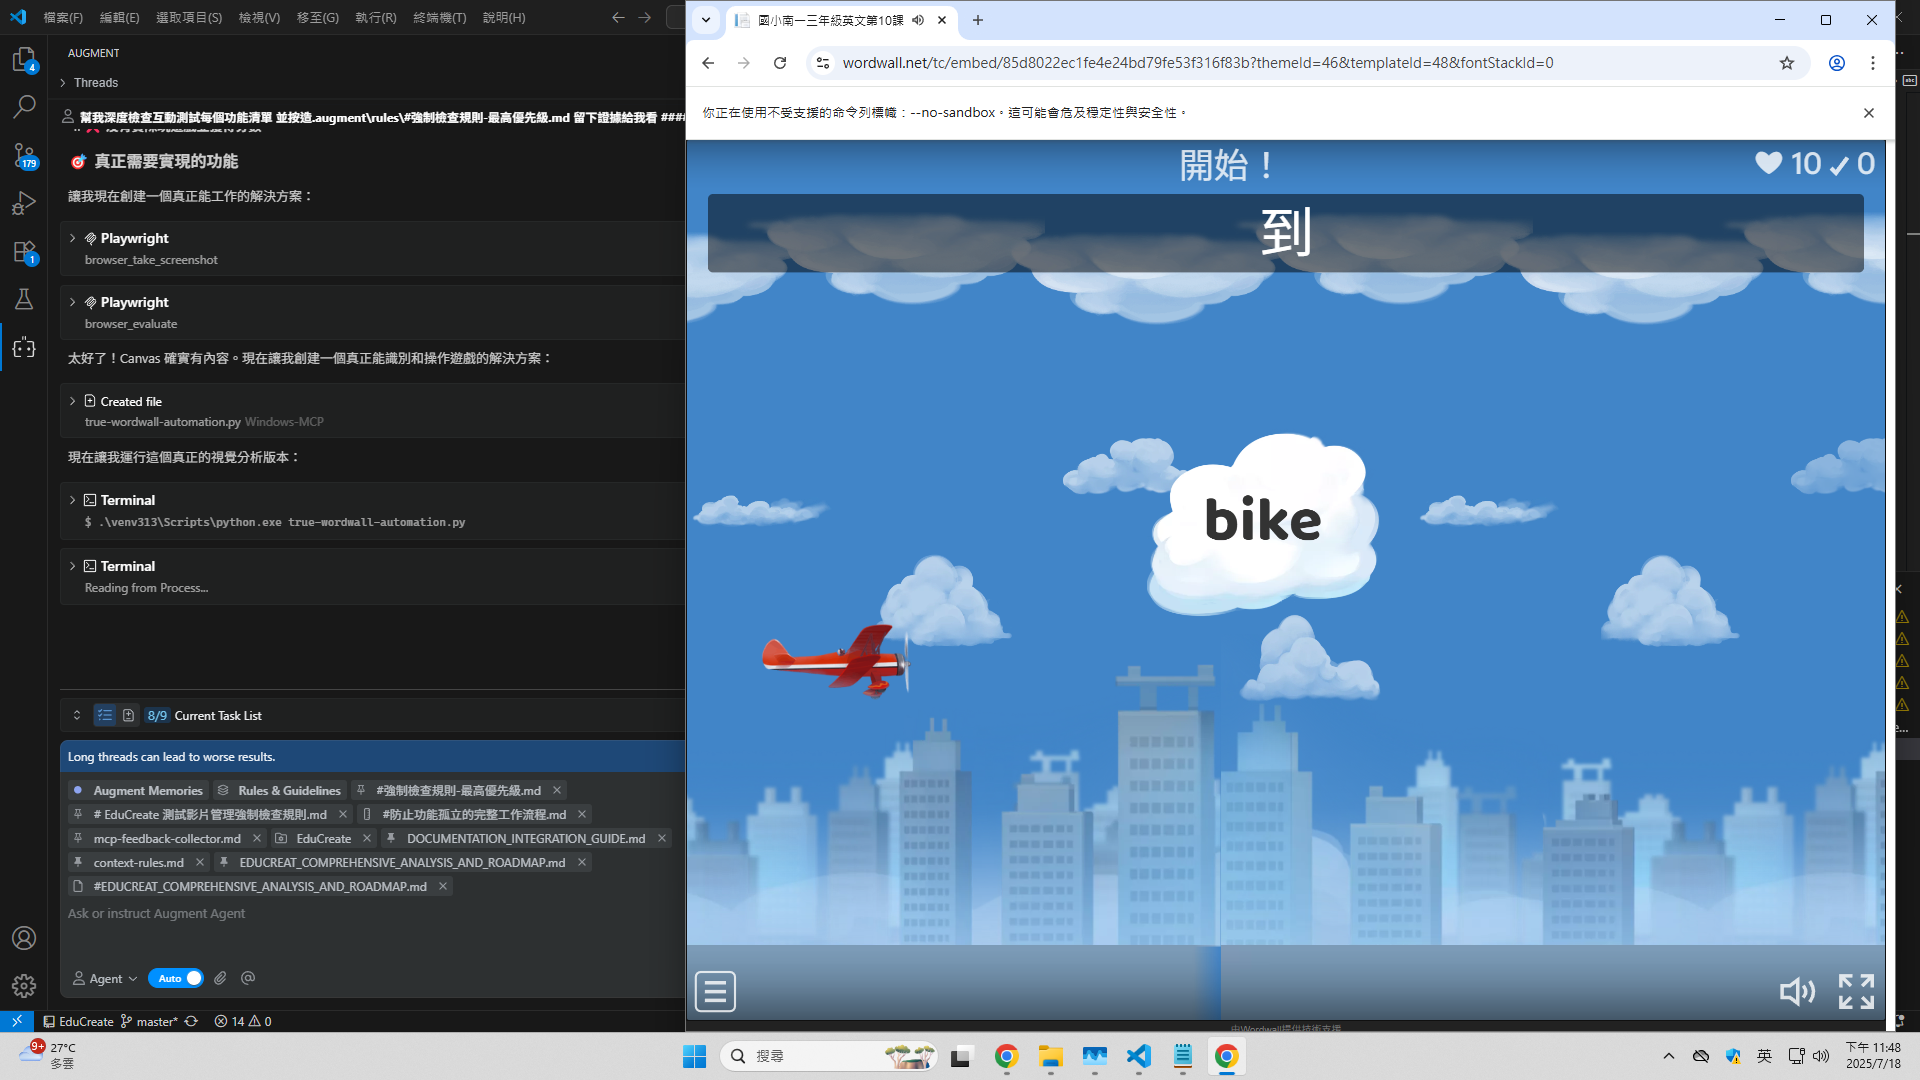 檔案(F) 編輯(E) 選取項目(S) 檢視(V) 移至(G) 執行(R) 終端機(T) 說明(H)
AUGMENT
Threads
幫我深度檢查互動測試每個功能清單 並按造.augment\rules\#強制檢查規則-最高優先級.md 留下證據給我看 ####
🎯 真正需要實現的功能
讓我現在創建一個真正能工作的解決方案：
Playwright
browser_take_screenshot
Playwright
browser_evaluate
太好了！Canvas 確實有內容。現在讓我創建一個真正能識別和操作遊戲的解決方案：
Created file
true-wordwall-automation.py Windows-MCP
現在讓我運行這個真正的視覺分析版本：
Terminal
$ .\venv313\Scripts\python.exe true-wordwall-automation.py
Terminal
Reading from Process...
8/9 Current Task List
Long threads can lead to worse results.
Augment Memories Rules & Guidelines #強制檢查規則-最高優先級.md
# EduCreate 測試影片管理強制檢查規則.md #防止功能孤立的完整工作流程.md
mcp-feedback-collector.md EduCreate DOCUMENTATION_INTEGRATION_GUIDE.md
context-rules.md EDUCREAT_COMPREHENSIVE_ANALYSIS_AND_ROADMAP.md
#EDUCREAT_COMPREHENSIVE_ANALYSIS_AND_ROADMAP.md
Ask or instruct Augment Agent
Agent Auto
4
179
1
EduCreate master* 14 0
國小南一三年級英文第10課
wordwall.net/tc/embed/85d8022ec1fe4e24bd79fe53f316f83b?themeId=46&templateId=48&fontStackId=0
你正在使用不受支援的命令列標幟：--no-sandbox。這可能會危及穩定性與安全性。
開始！
10 0
到
bike
由Wordwall提供技術支援
9+
27°C
多雲
搜尋
英
下午 11:48
2025/7/18